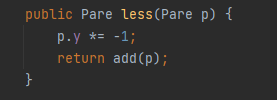 public Pare less(Pare p) {
    p.y *= -1;
    return add(p);
}